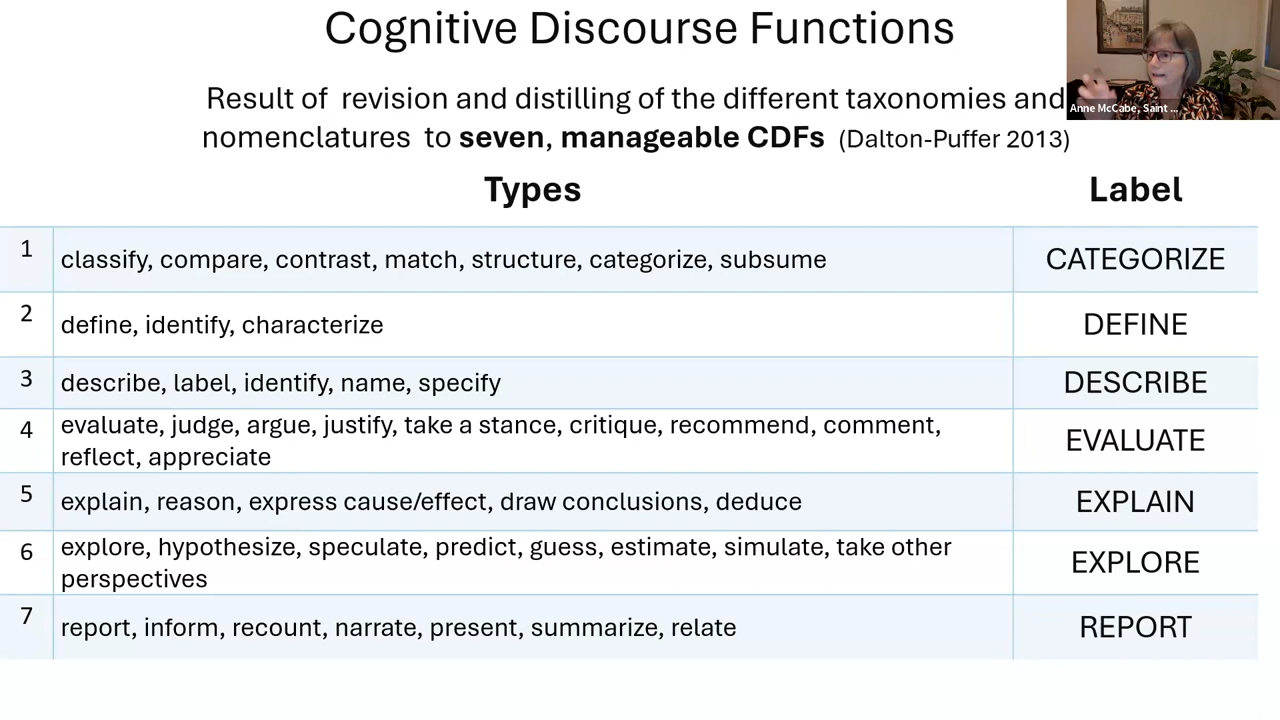 Cognitive Discourse Functions
Result of revision and distilling of the different taxonomies and
nomenclatures to seven, manageable CDFs (Dalton-Puffer 2013)
Anne McCabe, Saint ...
Types Label
1 classify, compare, contrast, match, structure, categorize, subsume CATEGORIZE
2 define, identify, characterize DEFINE
3 describe, label, identify, name, specify DESCRIBE
4 evaluate, judge, argue, justify, take a stance, critique, recommend, comment,
reflect, appreciate EVALUATE
5 explain, reason, express cause/effect, draw conclusions, deduce EXPLAIN
6 explore, hypothesize, speculate, predict, guess, estimate, simulate, take other
perspectives EXPLORE
7 report, inform, recount, narrate, present, summarize, relate REPORT